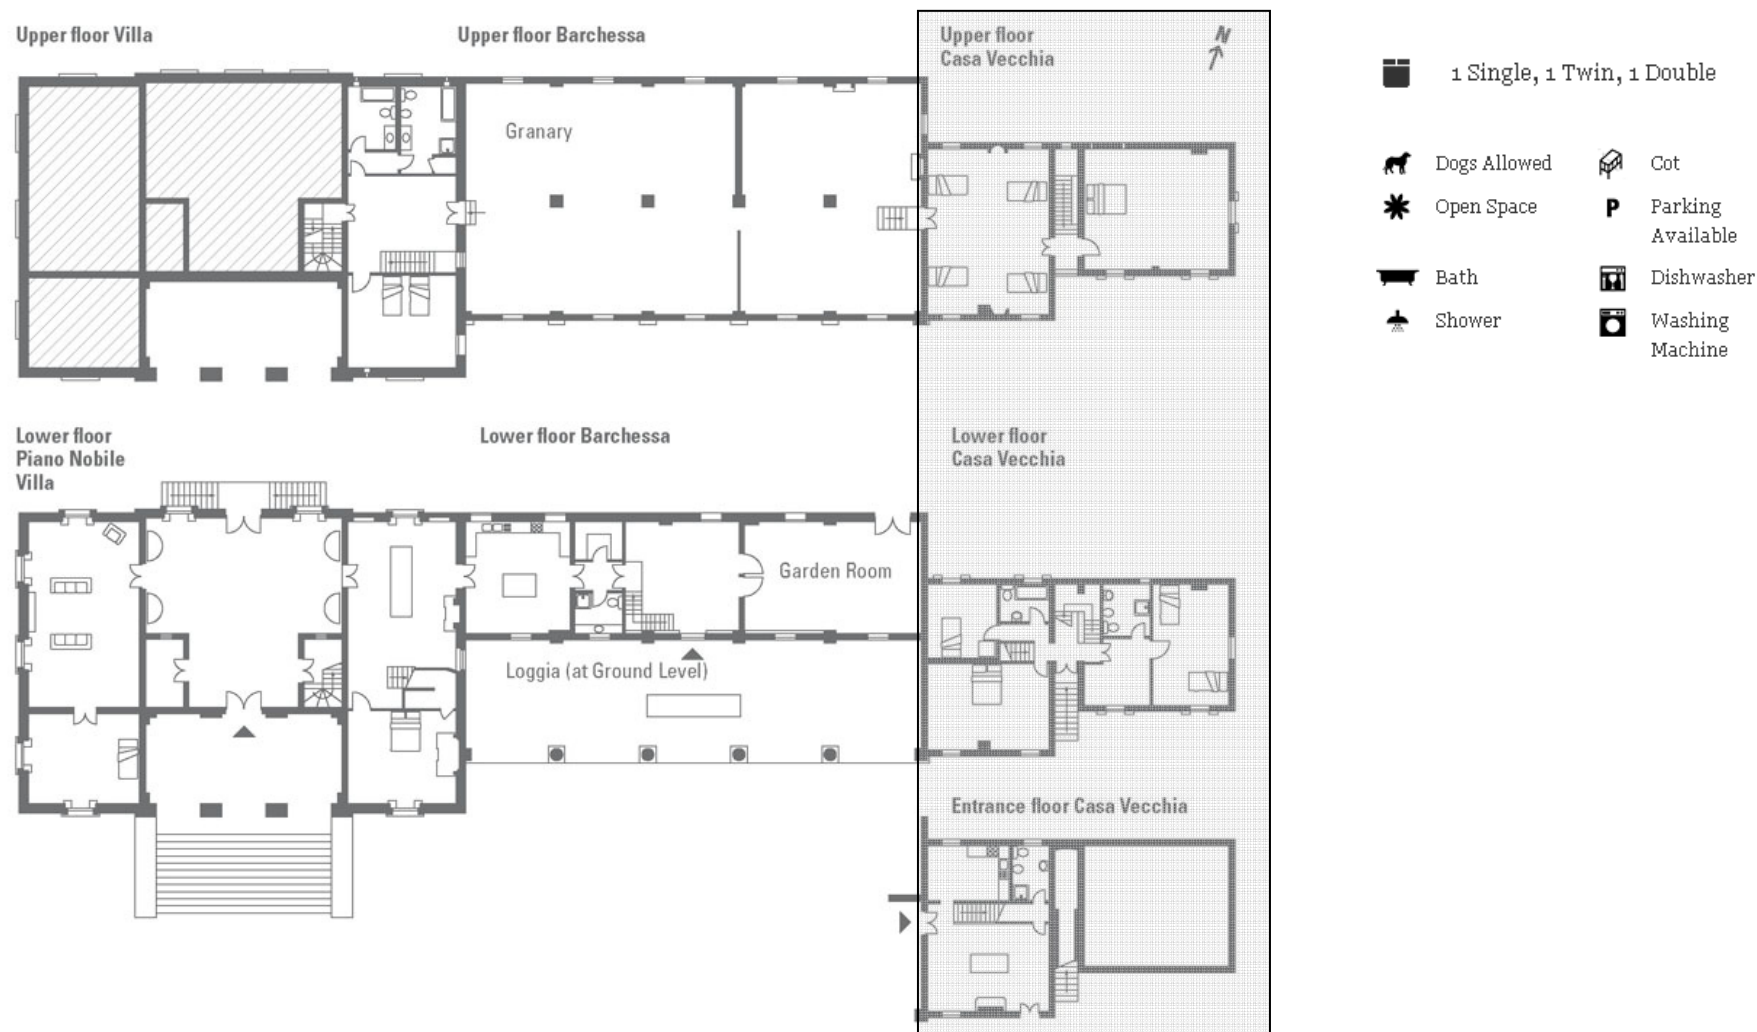 Upper floor Villa
Upper floor Barchessa
Upper floor
Casa Vecchia
N
Granary
Lower floor
Piano Nobile
Villa
Lower floor Barchessa
Lower floor
Casa Vecchia
Garden Room
Loggia (at Ground Level)
Entrance floor Casa Vecchia
1 Single, 1 Twin, 1 Double
Dogs Allowed
Cot
Open Space
P
Parking
Available
Bath
Dishwasher
Shower
Washing
Machine